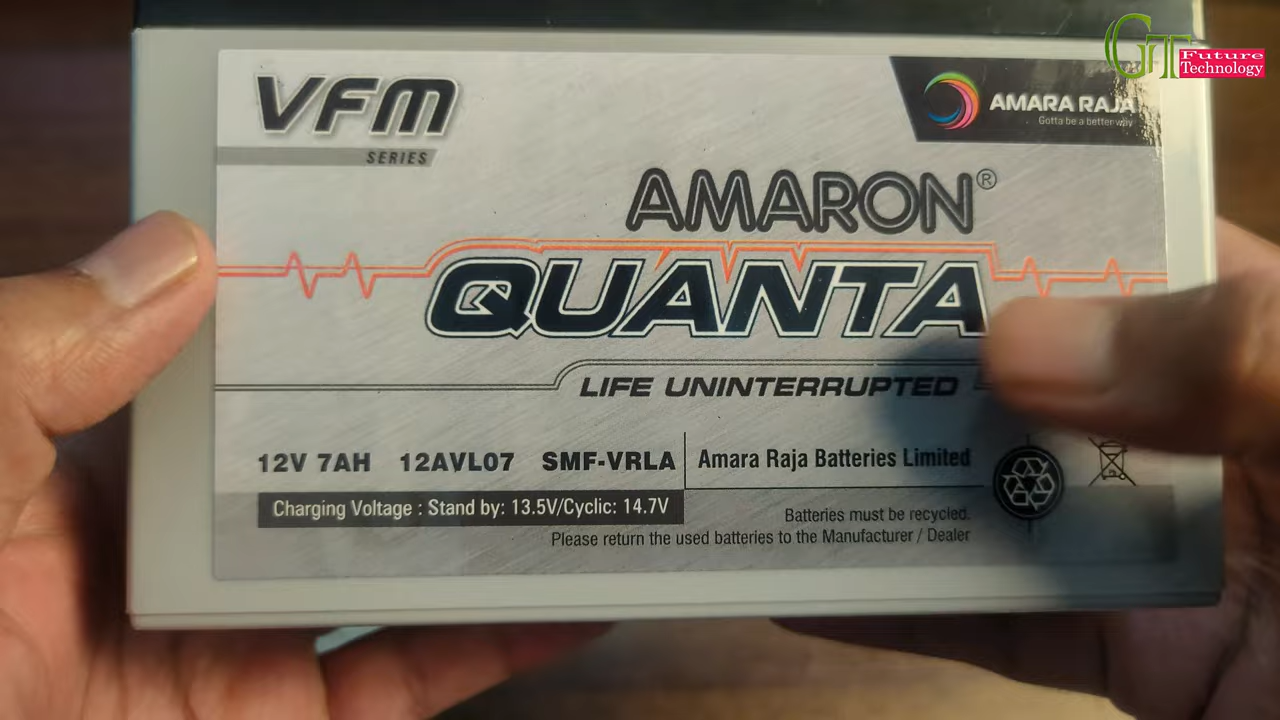 GT Future
Technology
VFM
SERIES
AMARA RAJA
Gotta be a better way
AMARON®
QUANTA
LIFE UNINTERRUPTED
12V 7AH 12AVL07 SMF-VRLA
Amara Raja Batteries Limited
Charging Voltage : Stand by: 13.5V/Cyclic: 14.7V
Batteries must be recycled.
Please return the used batteries to the Manufacturer / Dealer